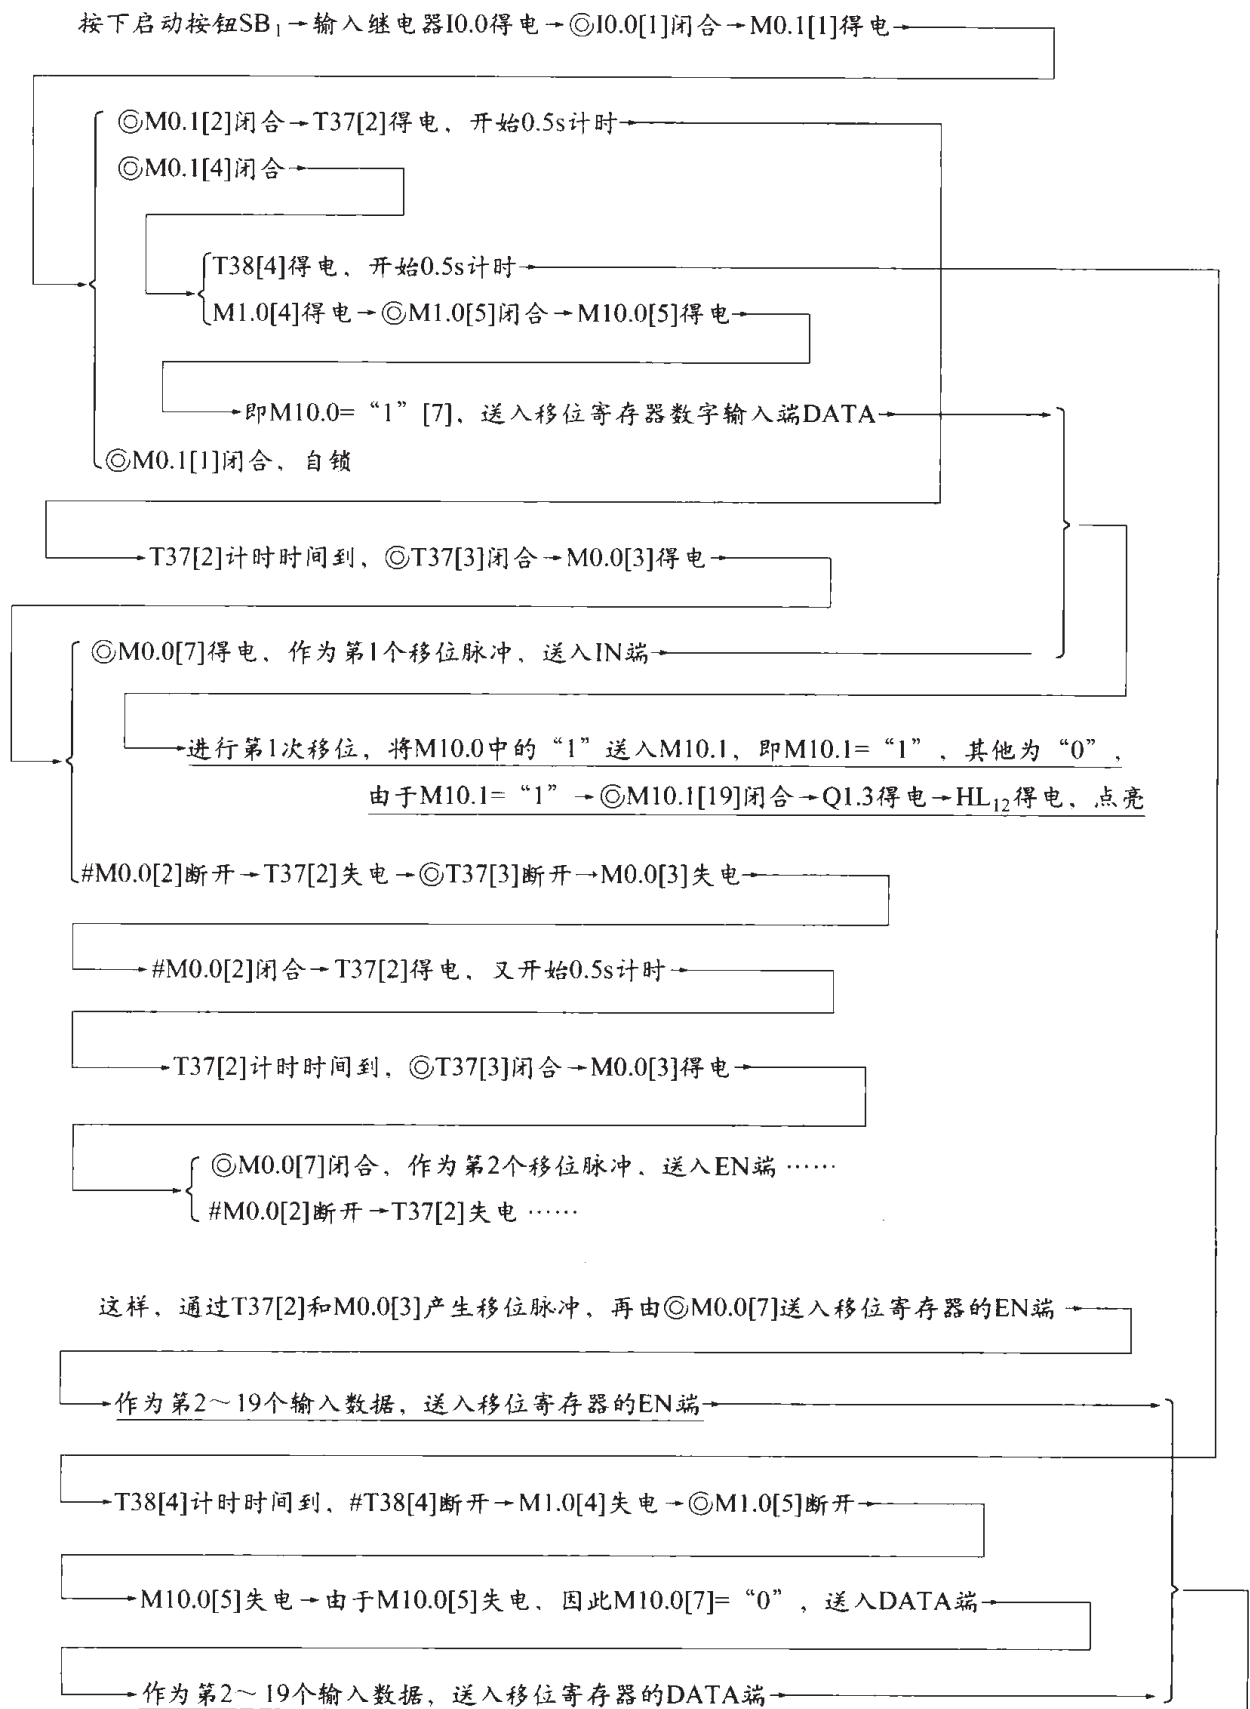 按下启动按钮SB₁→输入继电器I0.0得电→◎I0.0[1]闭合→M0.1[1]得电→
◎M0.1[2]闭合→T37[2]得电、开始0.5s计时→
◎M0.1[4]闭合→
T38[4]得电、开始0.5s计时→
M1.0[4]得电→◎M1.0[5]闭合→M10.0[5]得电→
即M10.0=“1”[7]，送入移位寄存器数字输入端DATA→
◎M0.1[1]闭合、自锁
T37[2]计时时间到，◎T37[3]闭合→M0.0[3]得电→
◎M0.0[7]得电、作为第1个移位脉冲、送入IN端→
进行第1次移位，将M10.0中的“1”送入M10.1，即M10.1=“1”，其他为“0”，
由于M10.1=“1”→◎M10.1[19]闭合→Q1.3得电→HL₁₂得电、点亮
#M0.0[2]断开→T37[2]失电→◎T37[3]断开→M0.0[3]失电→
#M0.0[2]闭合→T37[2]得电、又开始0.5s计时→
T37[2]计时时间到，◎T37[3]闭合→M0.0[3]得电→
◎M0.0[7]闭合、作为第2个移位脉冲、送入EN端……
#M0.0[2]断开→T37[2]失电……
这样、通过T37[2]和M0.0[3]产生移位脉冲、再由◎M0.0[7]送入移位寄存器的EN端→
作为第2～19个输入数据，送入移位寄存器的EN端→
T38[4]计时时间到，#T38[4]断开→M1.0[4]失电→◎M1.0[5]断开→
M10.0[5]失电→由于M10.0[5]失电、因此M10.0[7]=“0”，送入DATA端→
作为第2～19个输入数据，送入移位寄存器的DATA端→